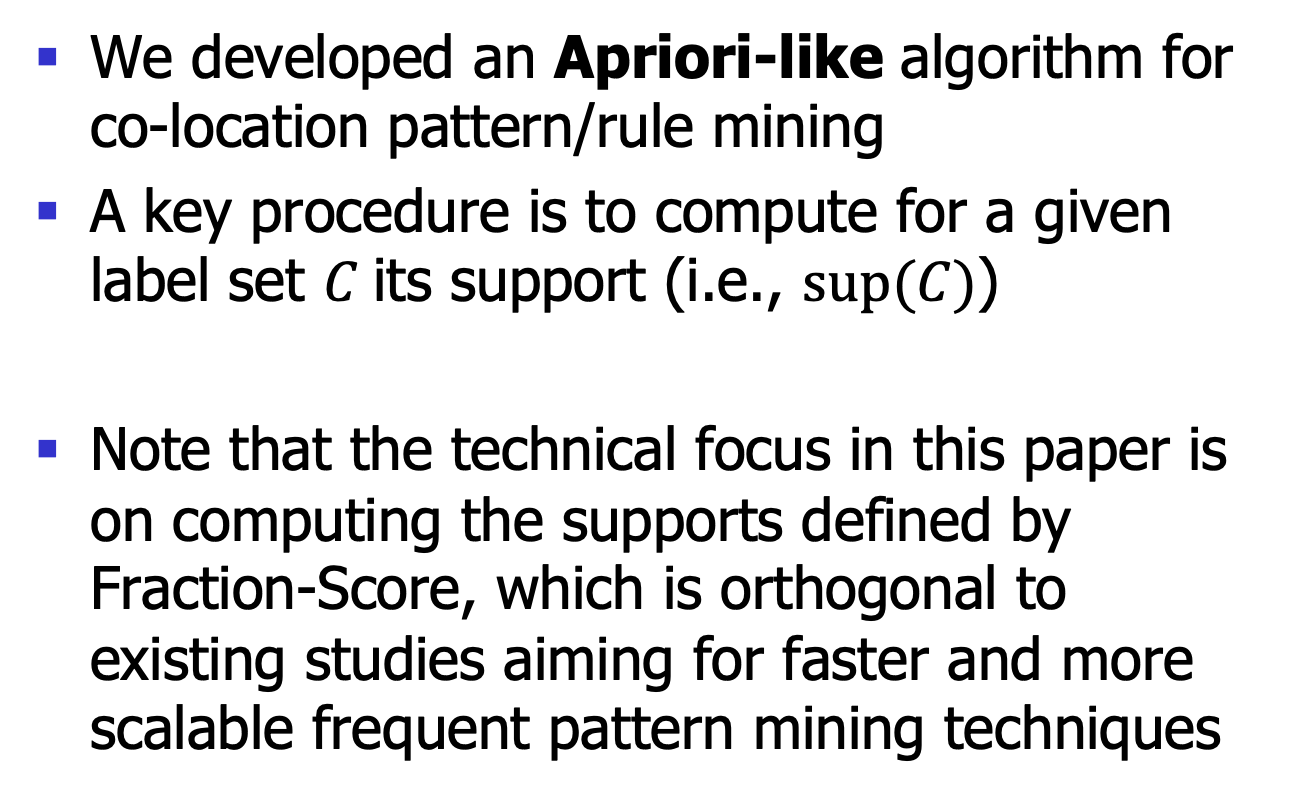 ▪ We developed an Apriori-like algorithm for
co-location pattern/rule mining
▪ A key procedure is to compute for a given
label set 𝐶 its support (i.e., sup(𝐶))
▪ Note that the technical focus in this paper is
on computing the supports defined by
Fraction-Score, which is orthogonal to
existing studies aiming for faster and more
scalable frequent pattern mining techniques